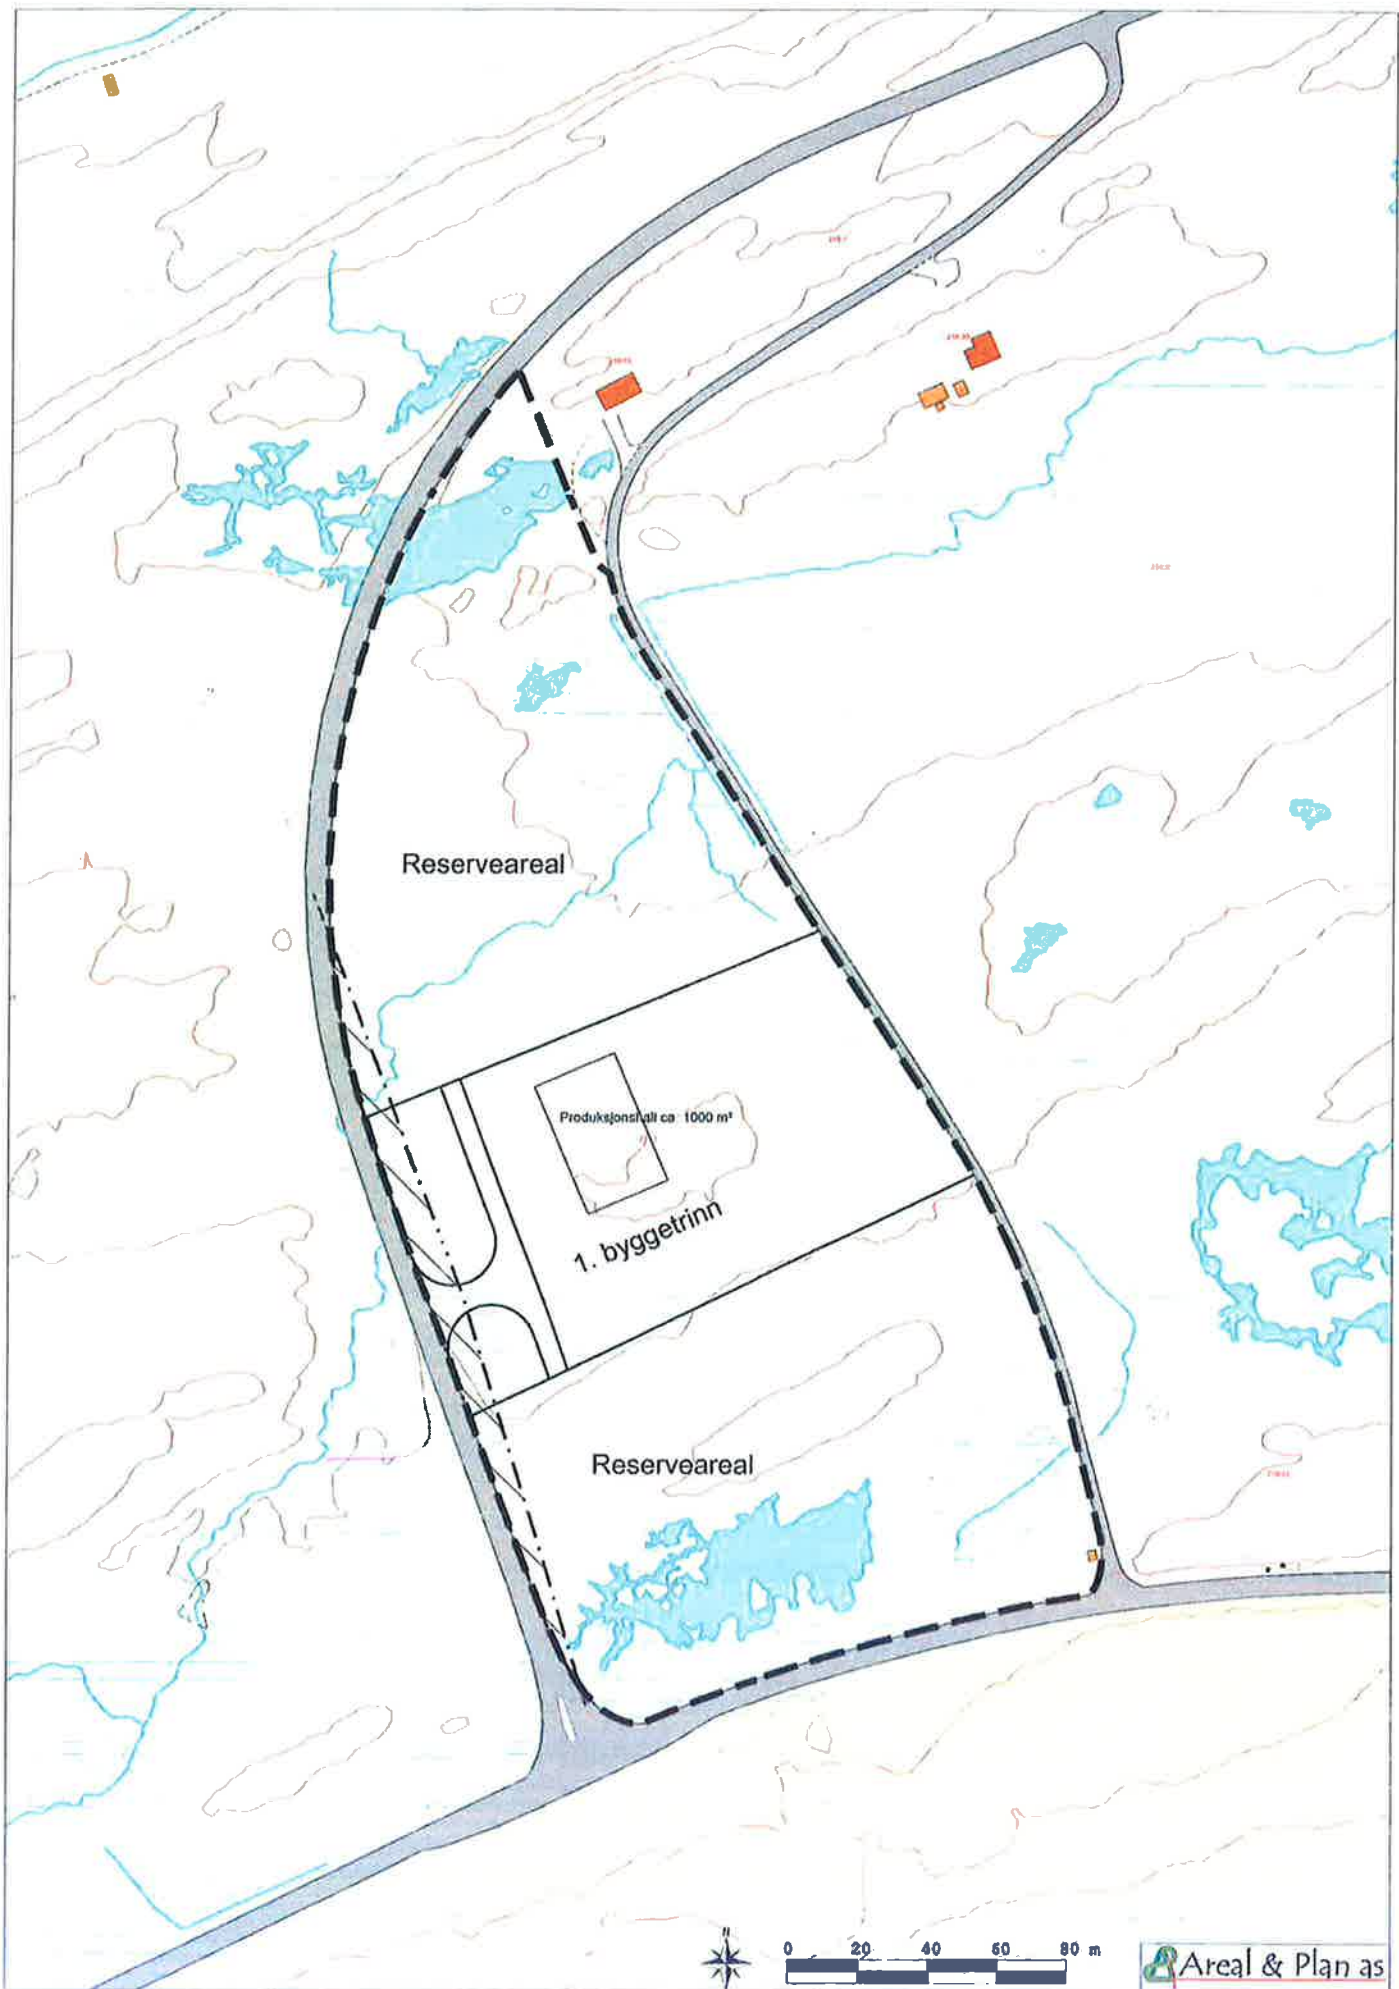 Reserveareal
Produksjonshall ca 1000 m²
1. byggetrinn
Reserveareal
0 20 40 60 80 m
Areal & Plan as